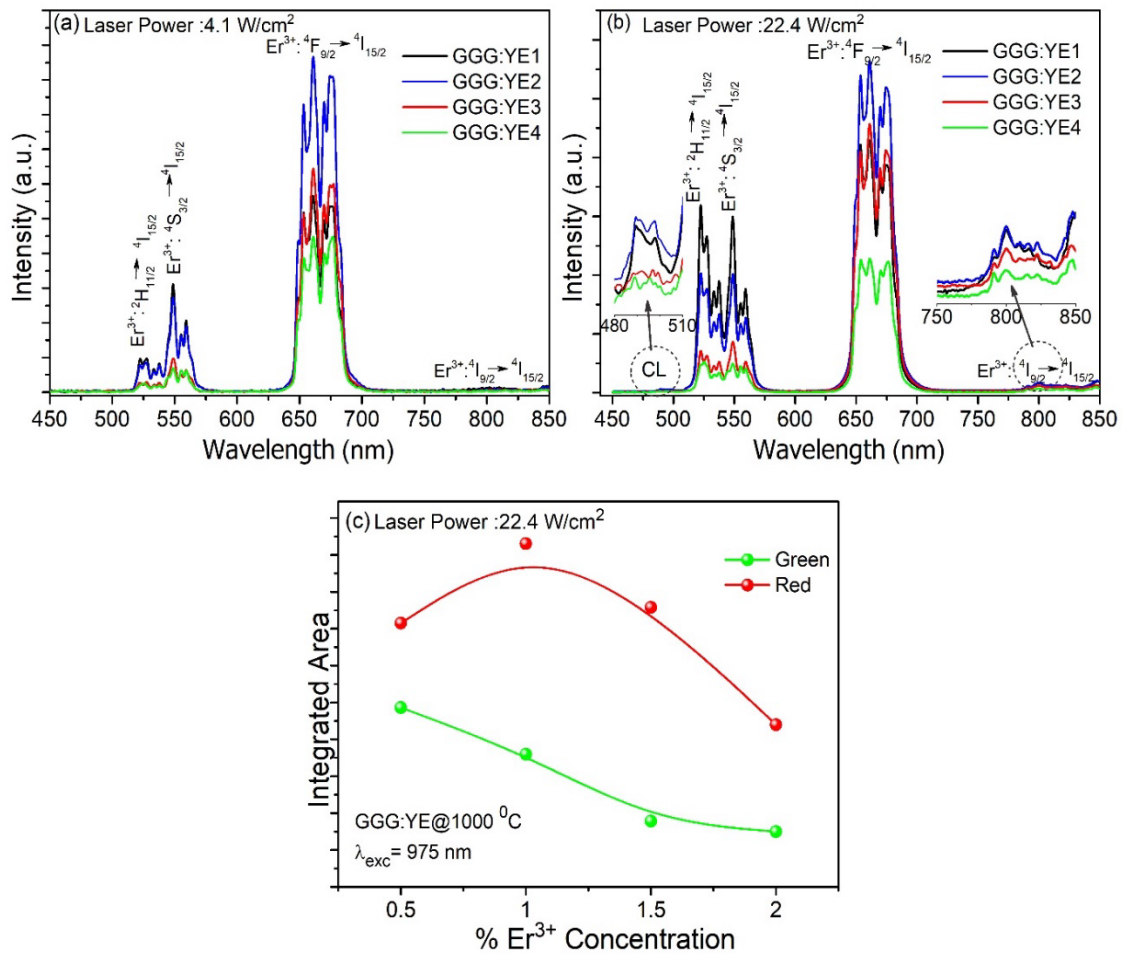 (a) Laser Power :4.1 W/cm²
Er³⁺: ⁴F₉/₂ → ⁴I₁₅/₂
GGG:YE1
GGG:YE2
GGG:YE3
GGG:YE4
Er³⁺: ²H₁₁/₂ → ⁴I₁₅/₂
Er³⁺: ⁴S₃/₂ → ⁴I₁₅/₂
Er³⁺:⁴I₉/₂ → ⁴I₁₅/₂
Intensity (a.u.)
450 500 550 600 650 700 750 800 850
Wavelength (nm)
(b) Laser Power :22.4 W/cm²
Er³⁺: ⁴F₉/₂ → ⁴I₁₅/₂
GGG:YE1
GGG:YE2
GGG:YE3
GGG:YE4
Er³⁺: ²H₁₁/₂ → ⁴I₁₅/₂
Er³⁺: ⁴S₃/₂ → ⁴I₁₅/₂
480 510
CL
750 800 850
Er³⁺: ⁴I₉/₂ → ⁴I₁₅/₂
Intensity (a.u.)
450 500 550 600 650 700 750 800 850
Wavelength (nm)
(c) Laser Power :22.4 W/cm²
Green
Red
Integrated Area
GGG:YE@1000 ⁰C
λexc= 975 nm
0.5 1 1.5 2
% Er³⁺ Concentration